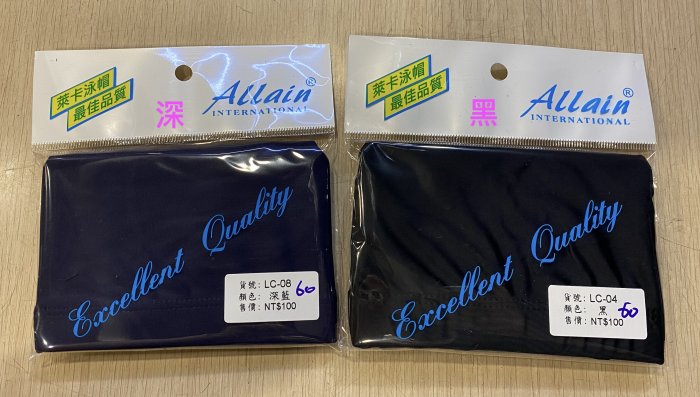 萊卡泳帽
最佳品質
深
Allain®
INTERNATIONAL
Excellent Quality
貨號: LC-08
顏色: 深藍
售價: NT$100
60
萊卡泳帽
最佳品質
黑
Allain®
INTERNATIONAL
Excellent Quality
貨號: LC-04
顏色: 黑
售價: NT$100
60